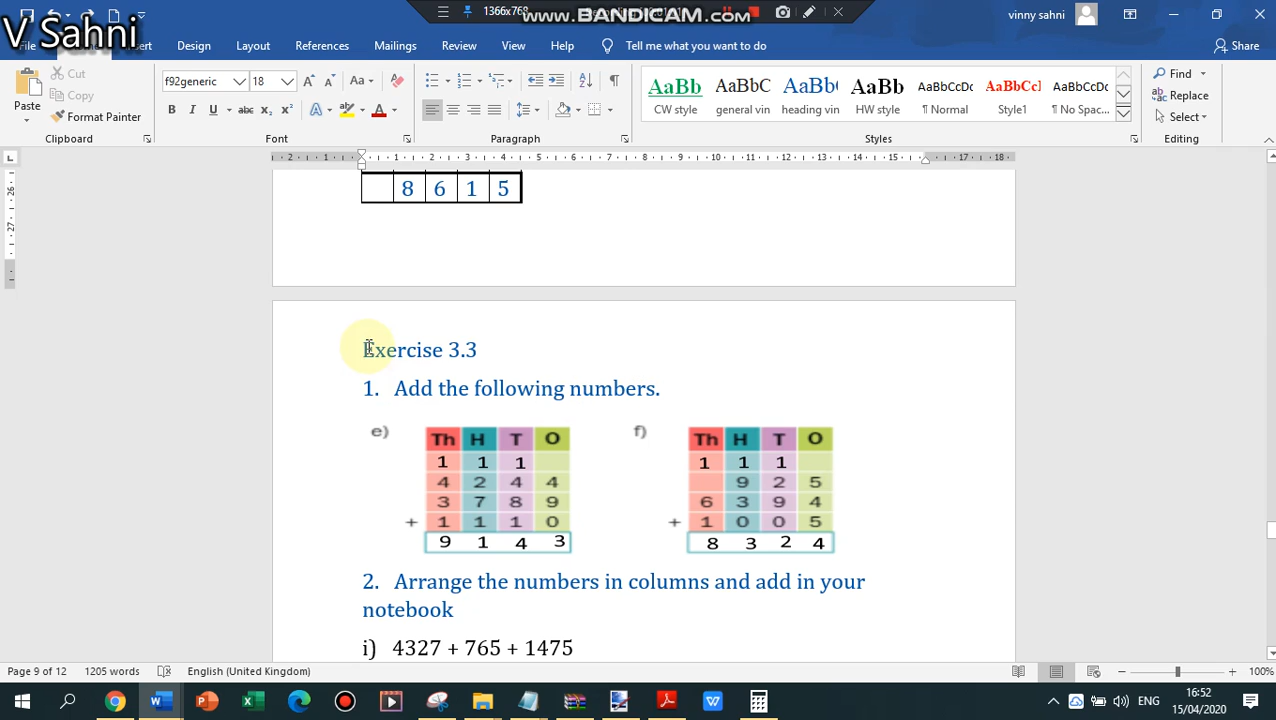 1366x768
www.BANDICAM.com
vinny sahni
V Sahni
Design Layout References Mailings Review View Help Tell me what you want to do Share
Cut
Copy
Paste
Format Painter
Clipboard
f92generic 18
Font
Paragraph
AaBb AaBbC AaBb( AaBb AaBbCcDc AaBbCc] AaBbCcDc
CW style general vin heading vin HW style ¶ Normal Style1 ¶ No Spac...
Styles
Find
Replace
Select
Editing
8 6 1 5
Exercise 3.3
1. Add the following numbers.
e) Th H T O
1 1 1
4 2 4 4
3 7 8 9
+ 1 1 1 0
9 1 4 3
f) Th H T O
1 1 1
9 2 5
6 3 9 4
+ 1 0 0 5
8 3 2 4
2. Arrange the numbers in columns and add in your
notebook
i) 4327 + 765 + 1475
Page 9 of 12 1205 words English (United Kingdom) 100%
ENG
16:52
15/04/2020